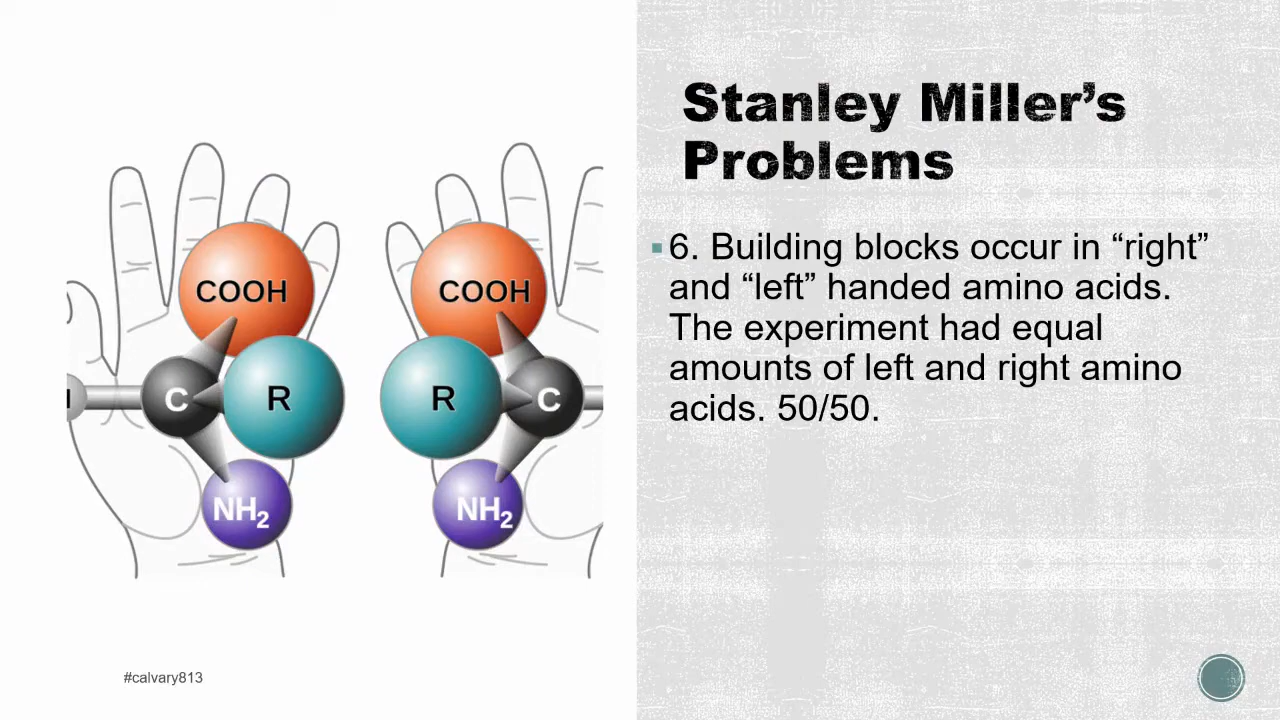 Stanley Miller’s
Problems
6. Building blocks occur in “right”
and “left” handed amino acids.
The experiment had equal
amounts of left and right amino
acids. 50/50.
COOH
COOH
C
R
R
C
NH2
NH2
#calvary813